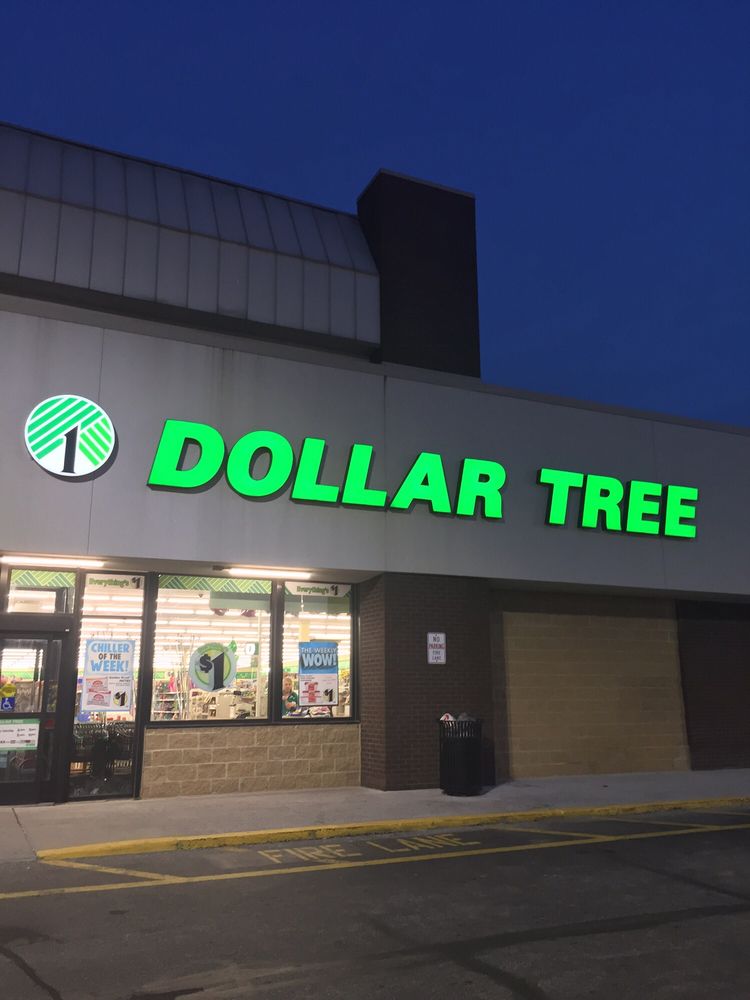 1
DOLLAR TREE
Everything's $1
Everything's $1
CHILLER
OF THE
WEEK!
$1
$1
THE WEEKLY
WOW!
$1
NO
PARKING
FIRE
LANE
FIRE LANE